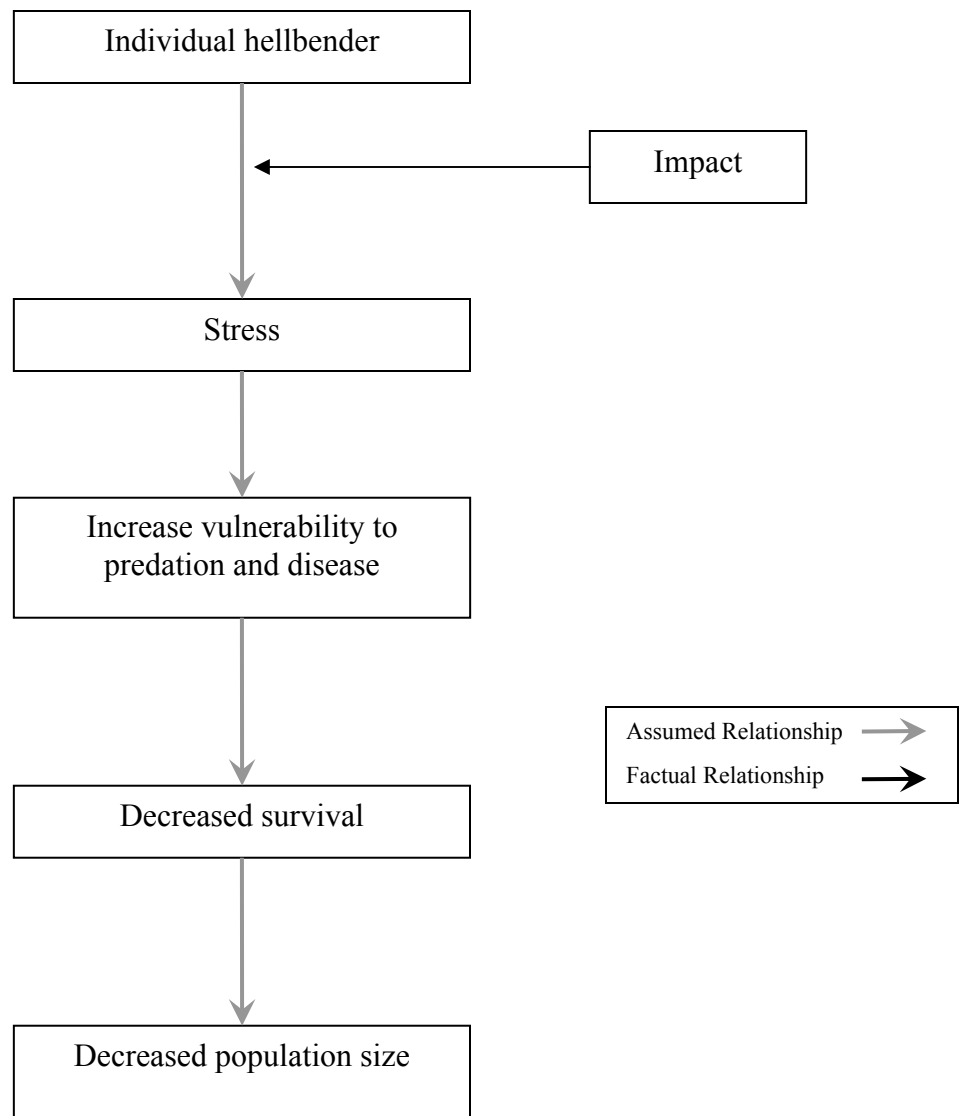 Individual hellbender
Impact
Stress
Increase vulnerability to
predation and disease
Assumed Relationship
Factual Relationship
Decreased survival
Decreased population size